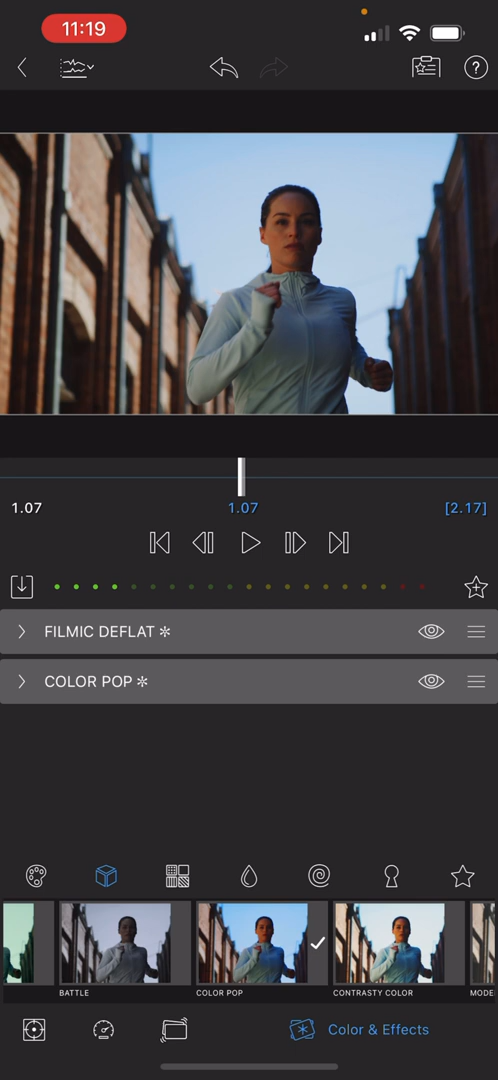 11:19
?
1.07 1.07 [2.17]
FILMIC DEFLAT ✻
COLOR POP ✻
BATTLE COLOR POP CONTRASTY COLOR MODE
Color & Effects